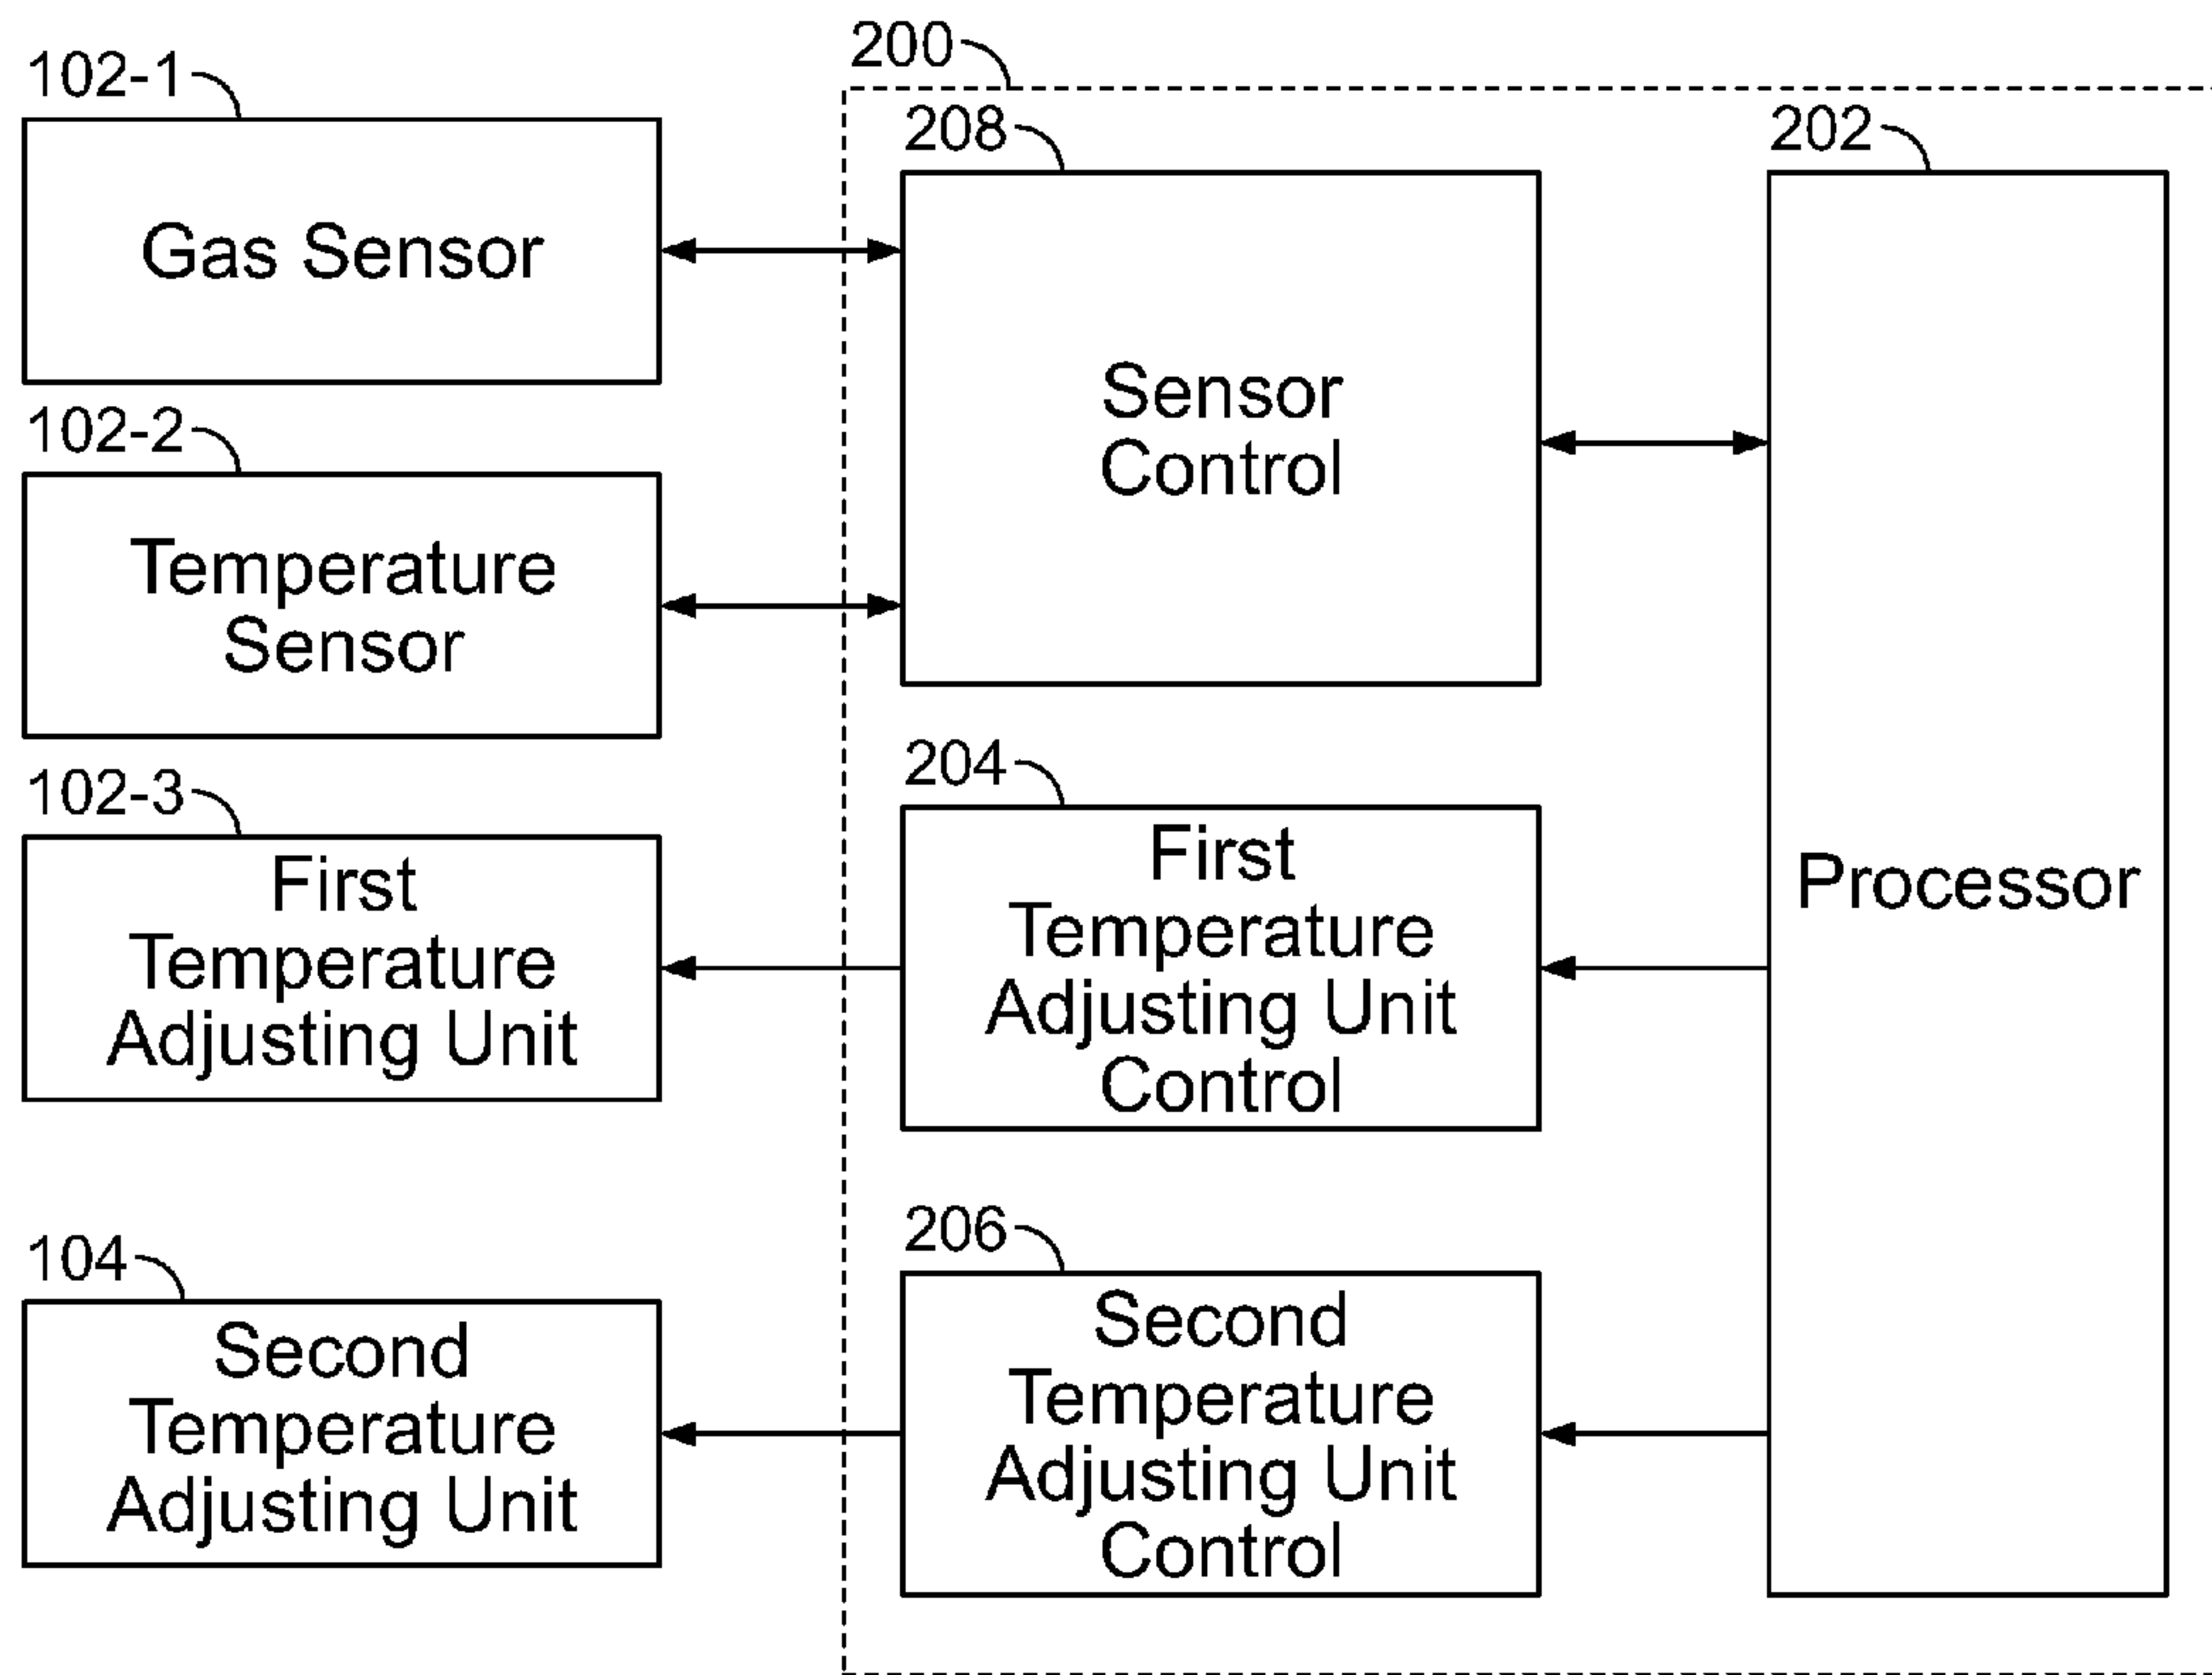 200
102-1
208
202
Gas Sensor
Sensor
Control
102-2
Temperature
Sensor
102-3
First
Temperature
Adjusting Unit
204
First
Temperature
Adjusting Unit
Control
Processor
104
Second
Temperature
Adjusting Unit
206
Second
Temperature
Adjusting Unit
Control